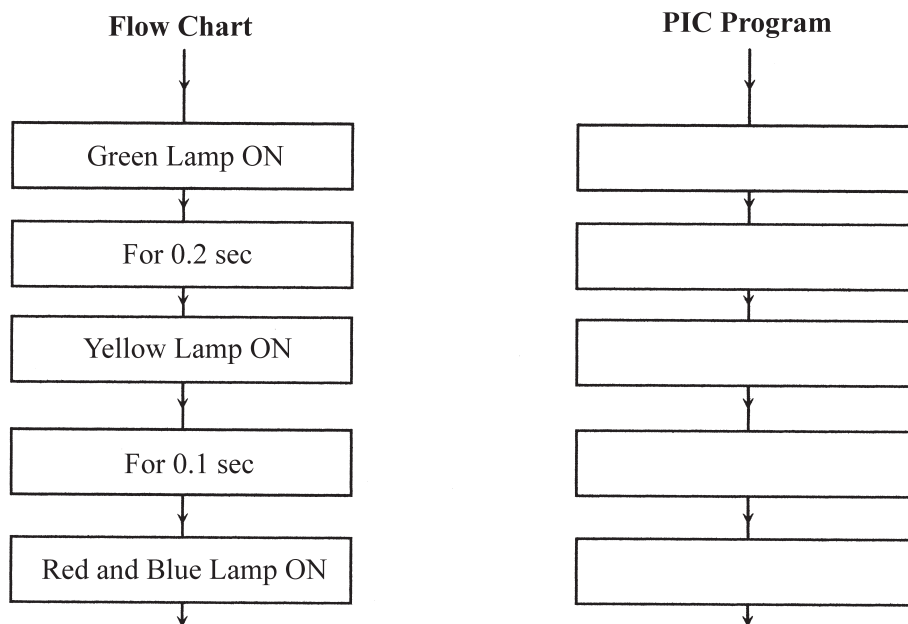 Flow Chart
Green Lamp ON
For 0.2 sec
Yellow Lamp ON
For 0.1 sec
Red and Blue Lamp ON
PIC Program